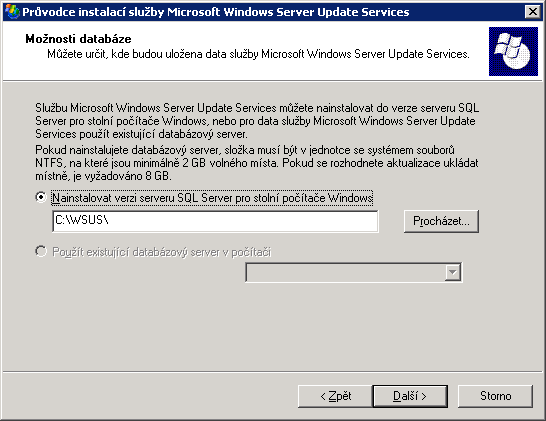 Průvodce instalací služby Microsoft Windows Server Update Services
Možnosti databáze
Můžete určit, kde budou uložena data služby Microsoft Windows Server Update Services.
Službu Microsoft Windows Server Update Services můžete nainstalovat do verze serveru SQL
Server pro stolní počítače Windows, nebo pro data služby Microsoft Windows Server Update
Services použít existující databázový server.
Pokud nainstalujete databázový server, složka musí být v jednotce se systémem souborů
NTFS, na které jsou minimálně 2 GB volného místa. Pokud se rozhodnete aktualizace ukládat
místně, je vyžadováno 8 GB.
Nainstalovat verzi serveru SQL Server pro stolní počítače Windows
C:\WSUS\
Procházet...
Použít existující databázový server v počítači
< Zpět
Další >
Storno